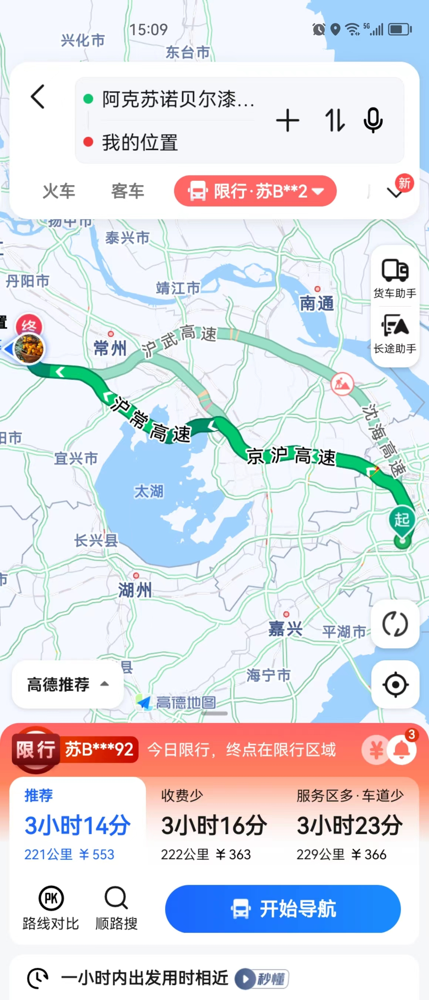 15:09
5G
兴化市
东台市
阿克苏诺贝尔漆...
我的位置
火车
客车
限行·苏B**2
新
扬中市
泰兴市
丹阳市
靖江市
南通
货车助手
长途助手
置
终
常州
沪武高速
沈海高速
沪常高速
京沪高速
阳市
宜兴市
太湖
起
长兴县
市
湖州
嘉兴
平湖市
县
海宁市
高德推荐
高德地图
限行
苏B***92
今日限行，终点在限行区域
¥
3
推荐
收费少
服务区多·车道少
3小时14分
3小时16分
3小时23分
221公里 ¥553
222公里 ¥363
229公里 ¥366
PK
路线对比
顺路搜
开始导航
一小时内出发用时相近
秒懂